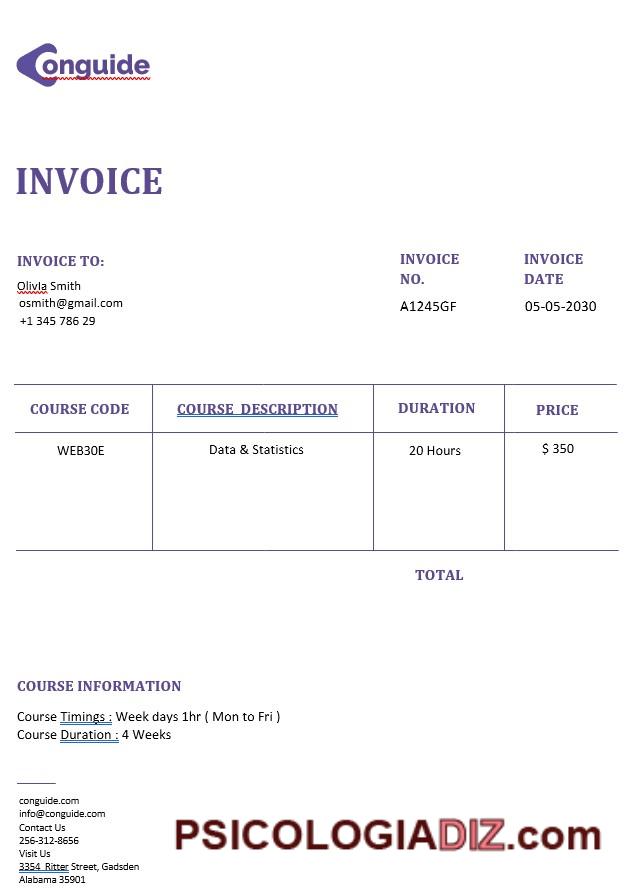 Conguide
INVOICE
INVOICE TO:
OlivIa Smith
osmith@gmail.com
+1 345 786 29
INVOICE
NO.
A1245GF
INVOICE
DATE
05-05-2030
COURSE CODE COURSE DESCRIPTION DURATION PRICE
WEB30E Data & Statistics 20 Hours $ 350
TOTAL
COURSE INFORMATION
Course Timings : Week days 1hr ( Mon to Fri )
Course Duration : 4 Weeks
conguide.com
info@conguide.com
Contact Us
256-312-8656
Visit Us
3354 Ritter Street, Gadsden
Alabama 35901
PSICOLOGIADIZ.com